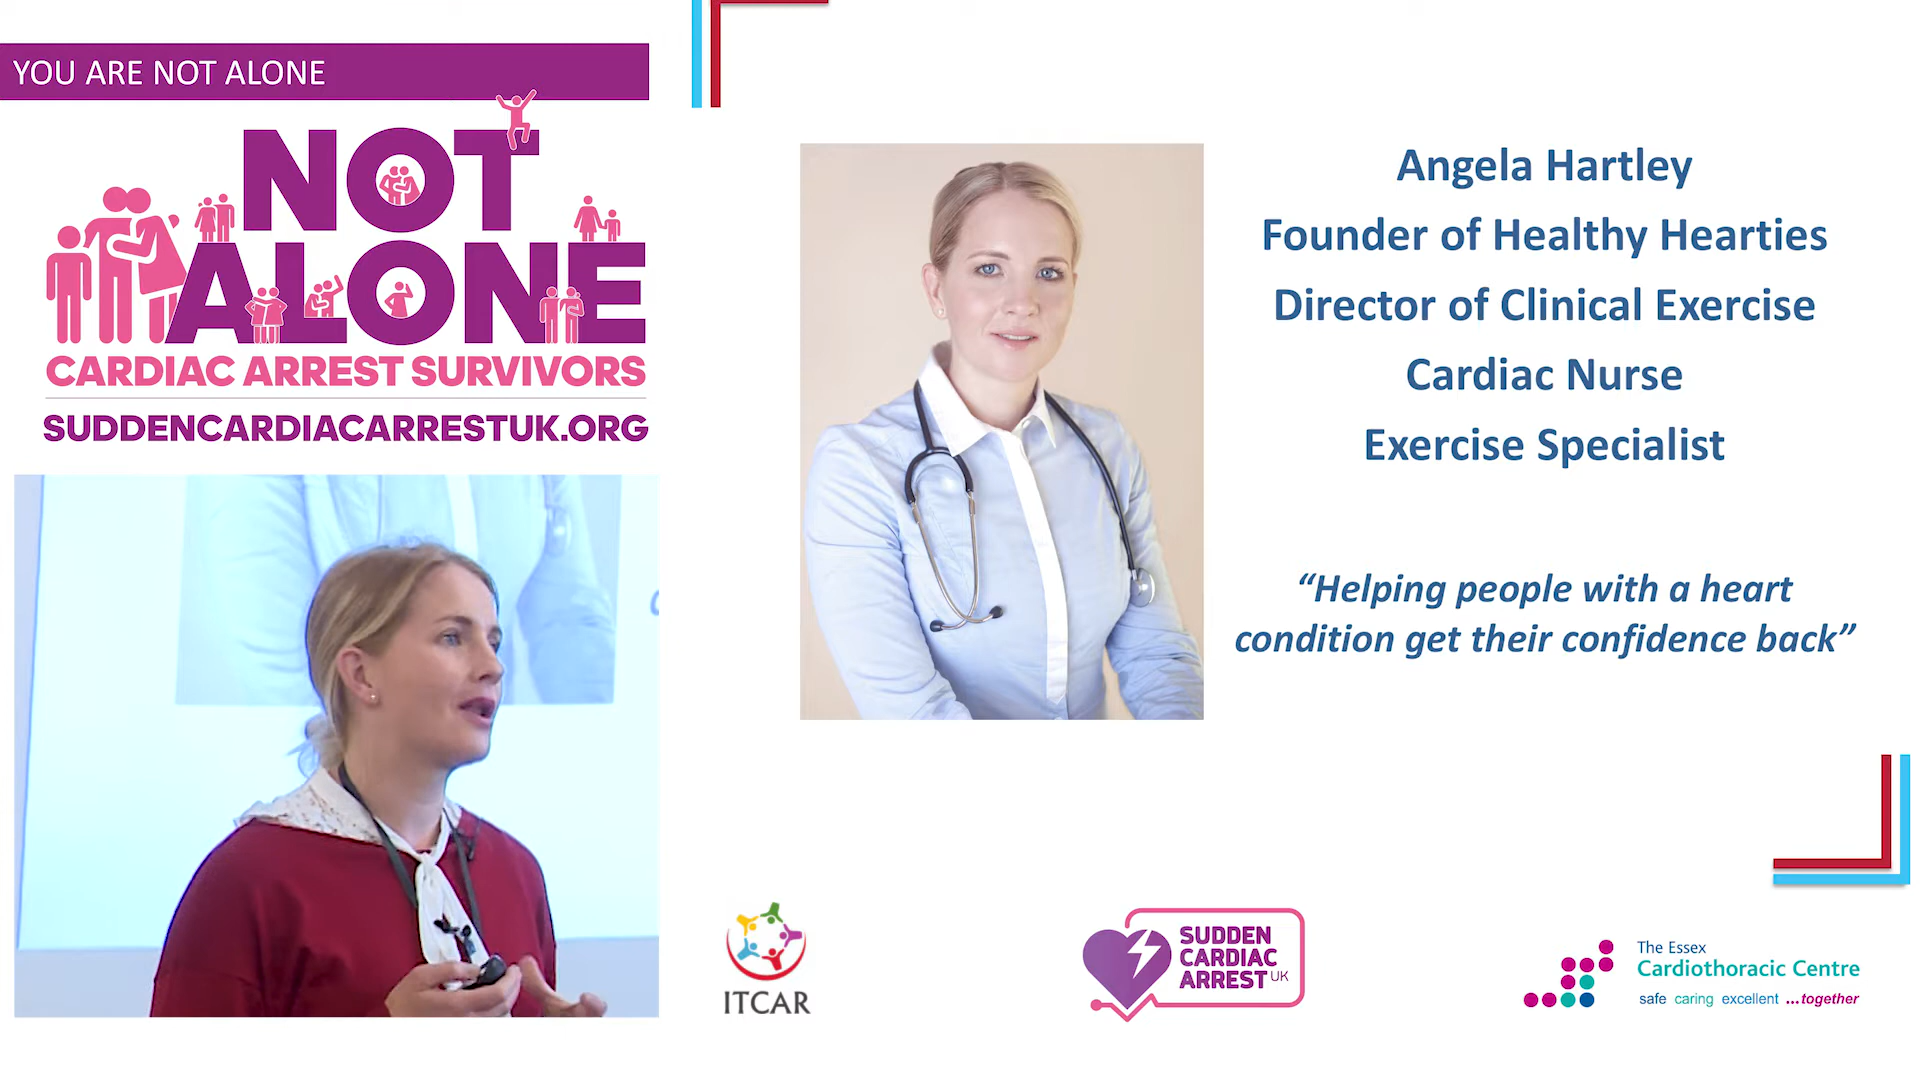 YOU ARE NOT ALONE
NOT
ALONE
CARDIAC ARREST SURVIVORS
SUDDENCARDIACARRESTUK.ORG
Angela Hartley
Founder of Healthy Hearties
Director of Clinical Exercise
Cardiac Nurse
Exercise Specialist
“Helping people with a heart
condition get their confidence back”
ITCAR
SUDDEN
CARDIAC
ARREST UK
The Essex
Cardiothoracic Centre
safe caring excellent ...together